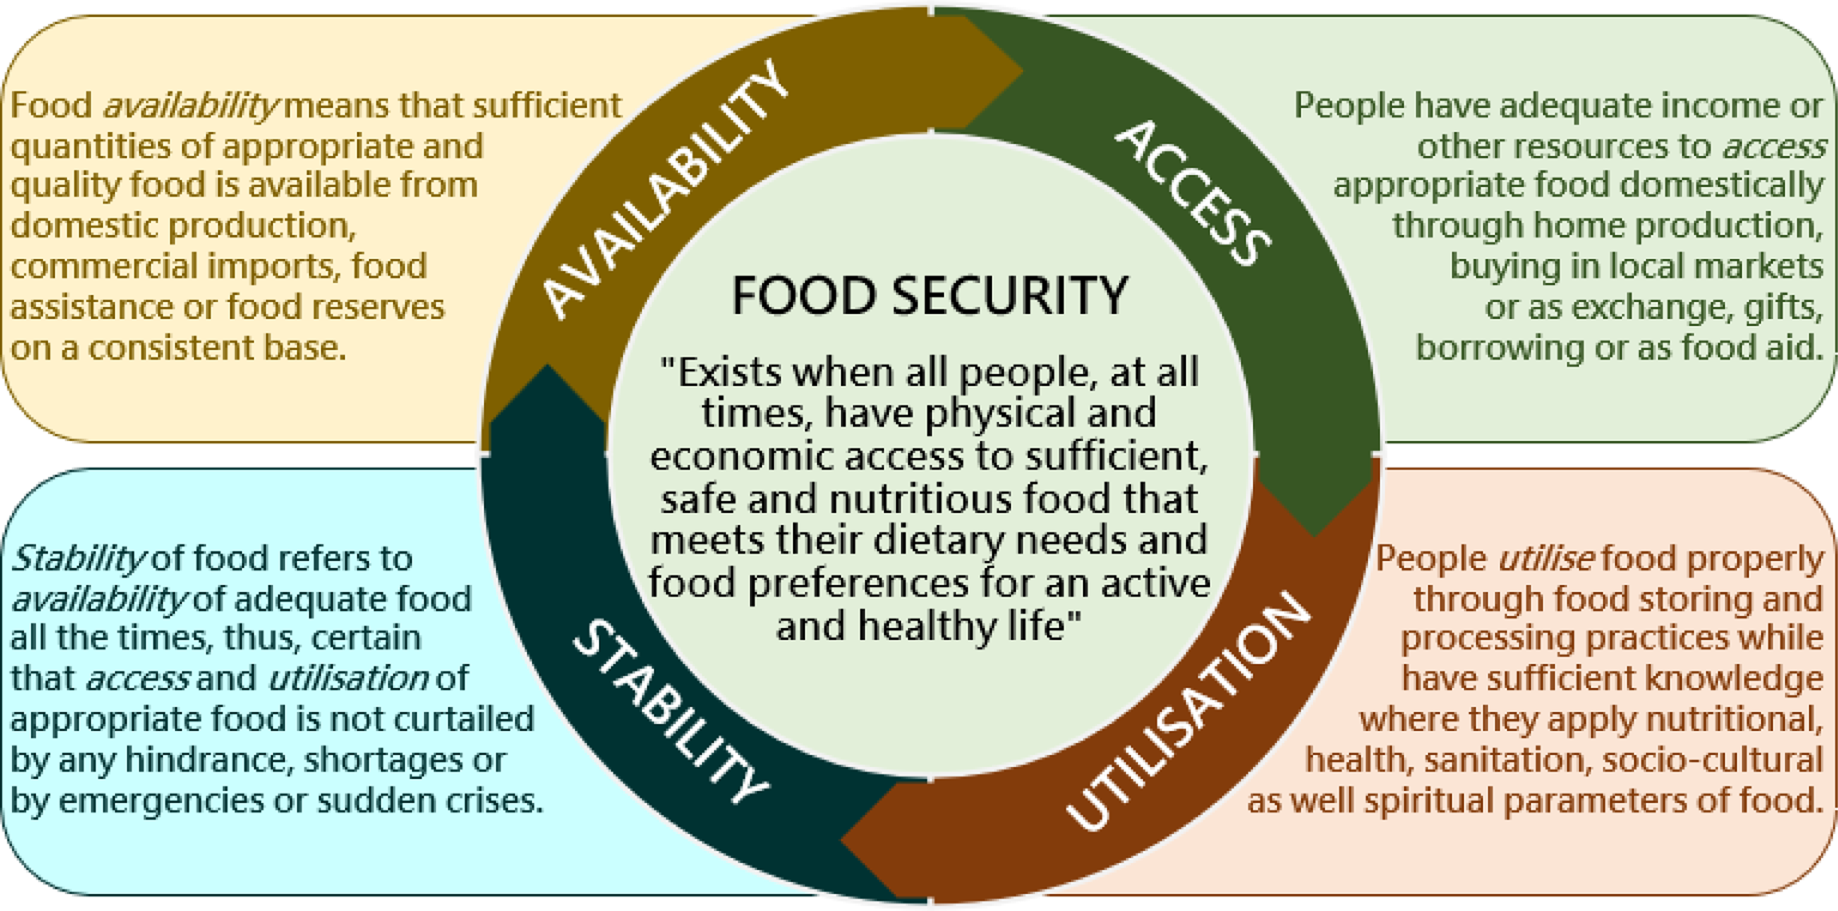 Food availability means that sufficient
quantities of appropriate and
quality food is available from
domestic production,
commercial imports, food
assistance or food reserves
on a consistent base.
AVAILABILITY
ACCESS
People have adequate income or
other resources to access
appropriate food domestically
through home production,
buying in local markets
or as exchange, gifts,
borrowing or as food aid.
FOOD SECURITY
"Exists when all people, at all
times, have physical and
economic access to sufficient,
safe and nutritious food that
meets their dietary needs and
food preferences for an active
and healthy life"
Stability of food refers to
availability of adequate food
all the times, thus, certain
that access and utilisation of
appropriate food is not curtailed
by any hindrance, shortages or
by emergencies or sudden crises.
STABILITY
UTILISATION
People utilise food properly
through food storing and
processing practices while
have sufficient knowledge
where they apply nutritional,
health, sanitation, socio-cultural
as well spiritual parameters of food.